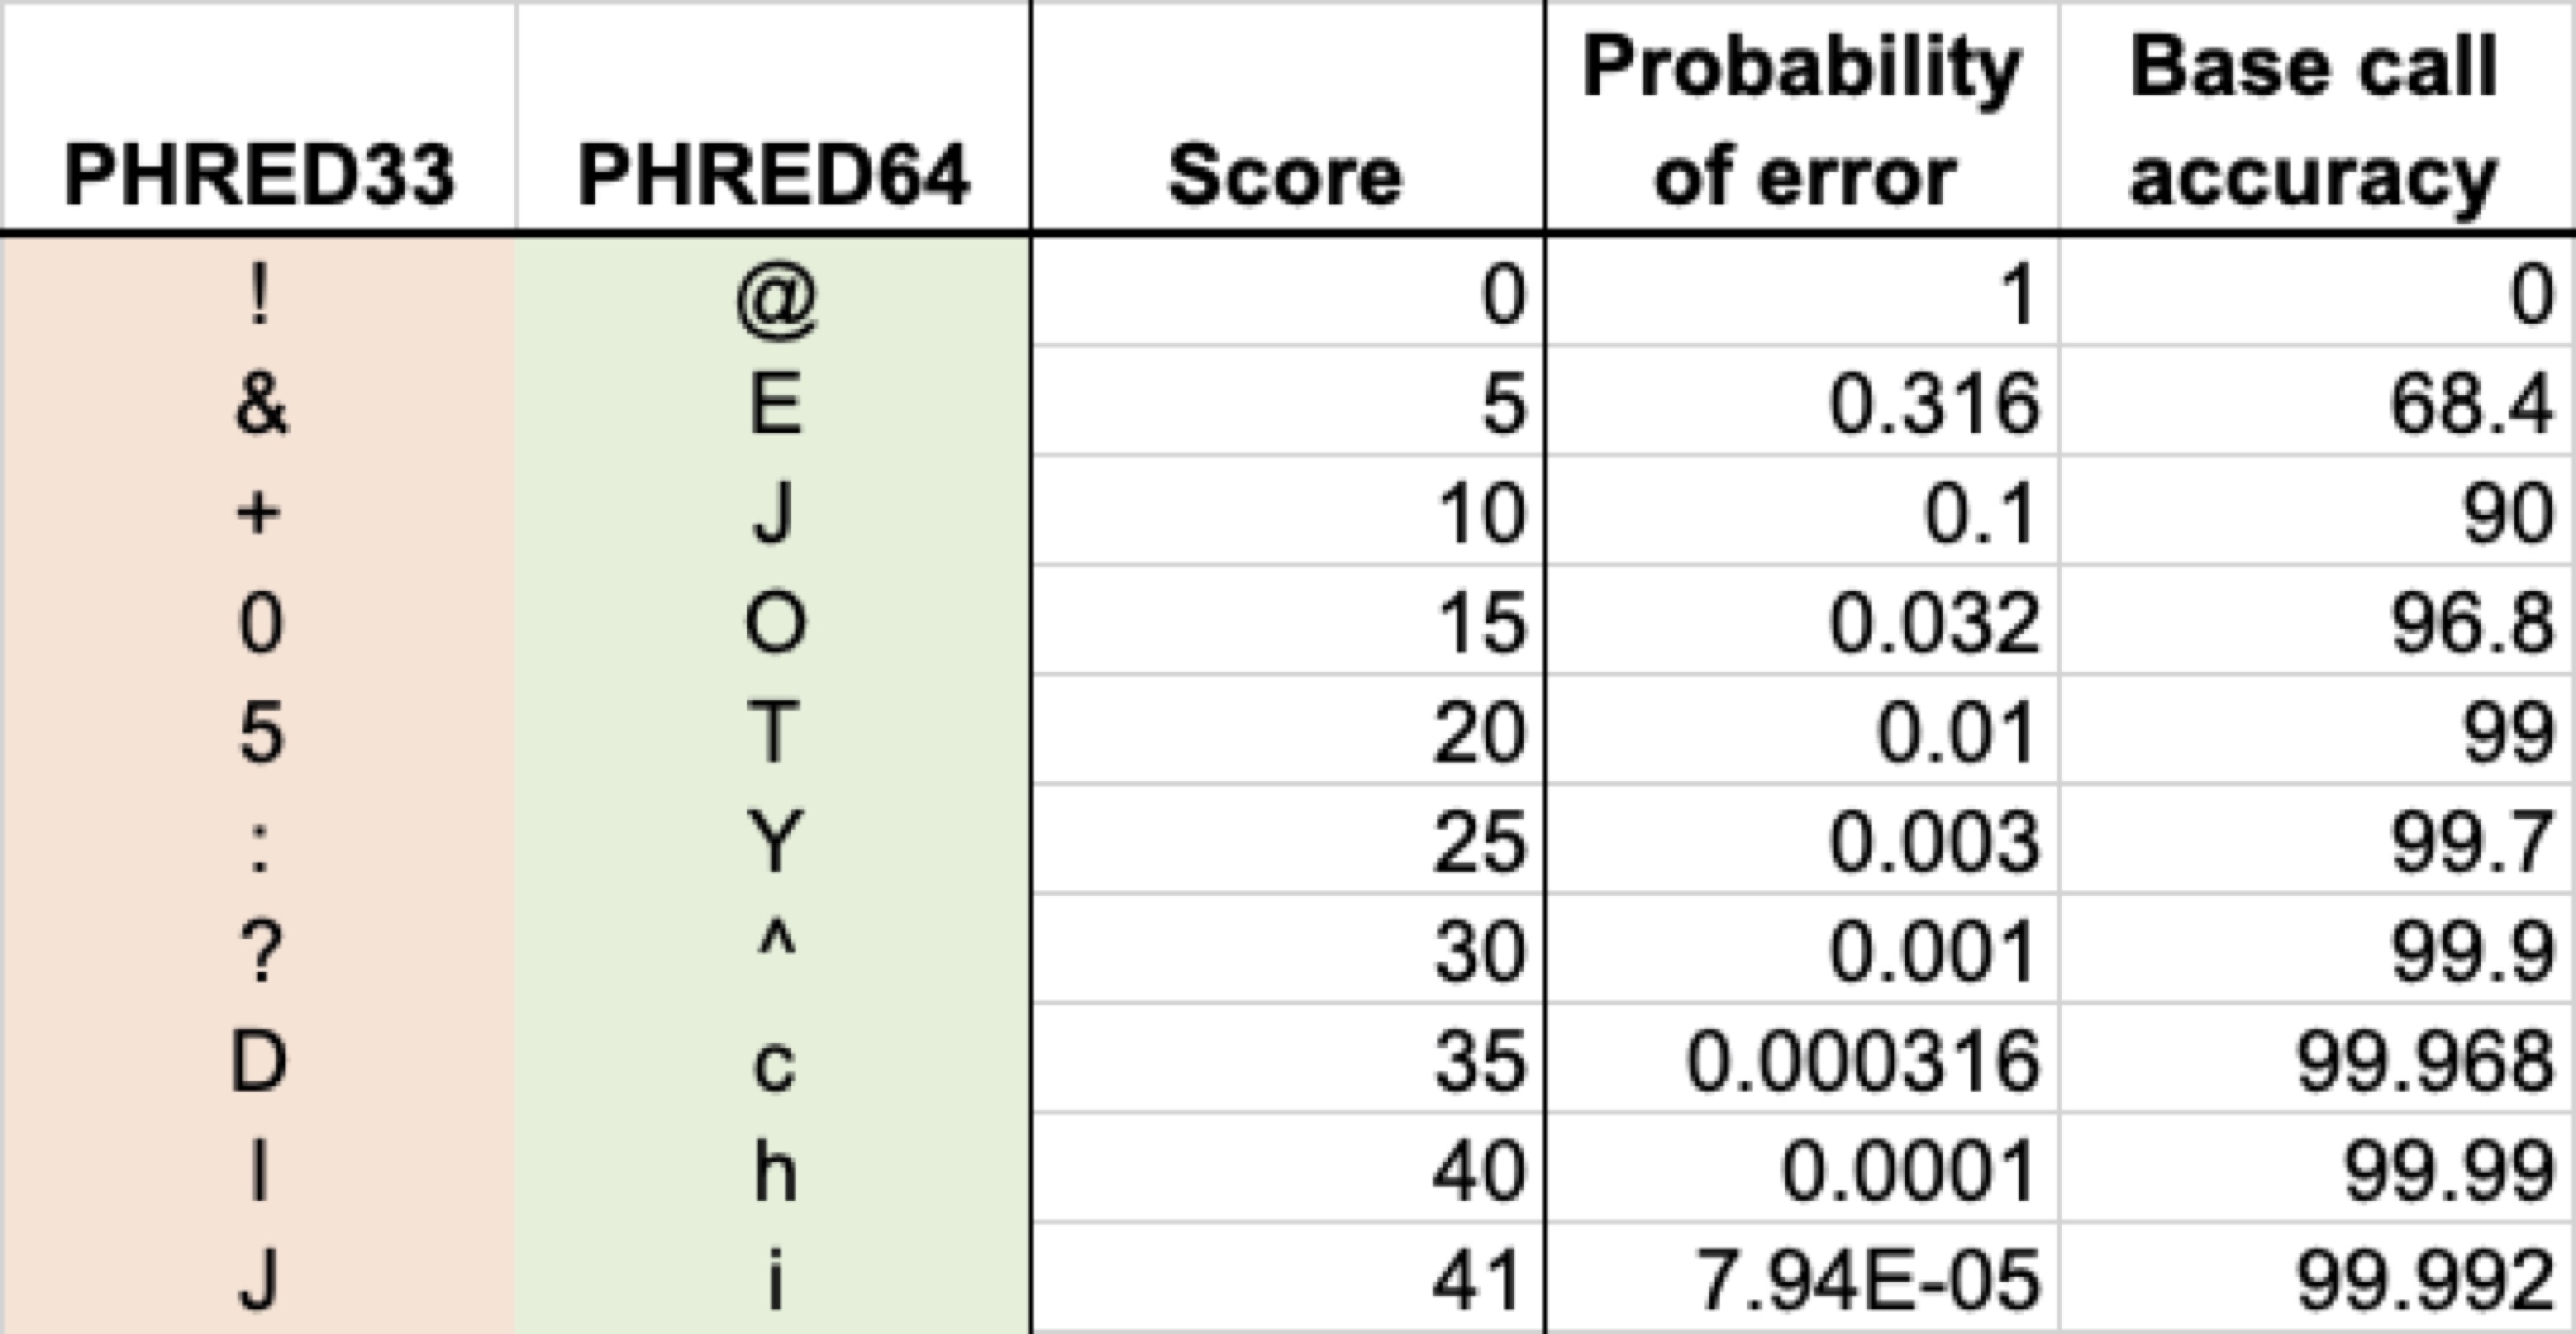 PHRED33 PHRED64 Score Probability of error Base call accuracy
! @ 0 1 0
& E 5 0.316 68.4
+ J 10 0.1 90
0 O 15 0.032 96.8
5 T 20 0.01 99
: Y 25 0.003 99.7
? ^ 30 0.001 99.9
D c 35 0.000316 99.968
I h 40 0.0001 99.99
J i 41 7.94E-05 99.992